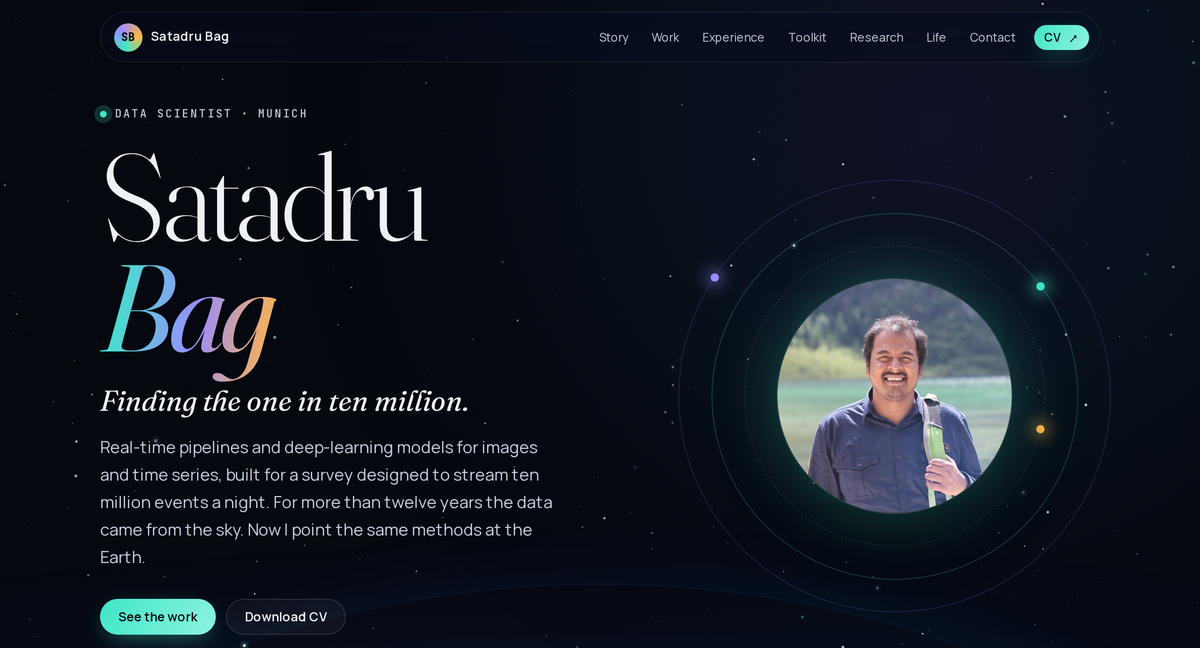 SB
Satadru Bag
Story Work Experience Toolkit Research Life Contact CV ↗
DATA SCIENTIST · MUNICH
Satadru
Bag
Finding the one in ten million.
Real-time pipelines and deep-learning models for images
and time series, built for a survey designed to stream ten
million events a night. For more than twelve years the data
came from the sky. Now I point the same methods at the
Earth.
See the work
Download CV